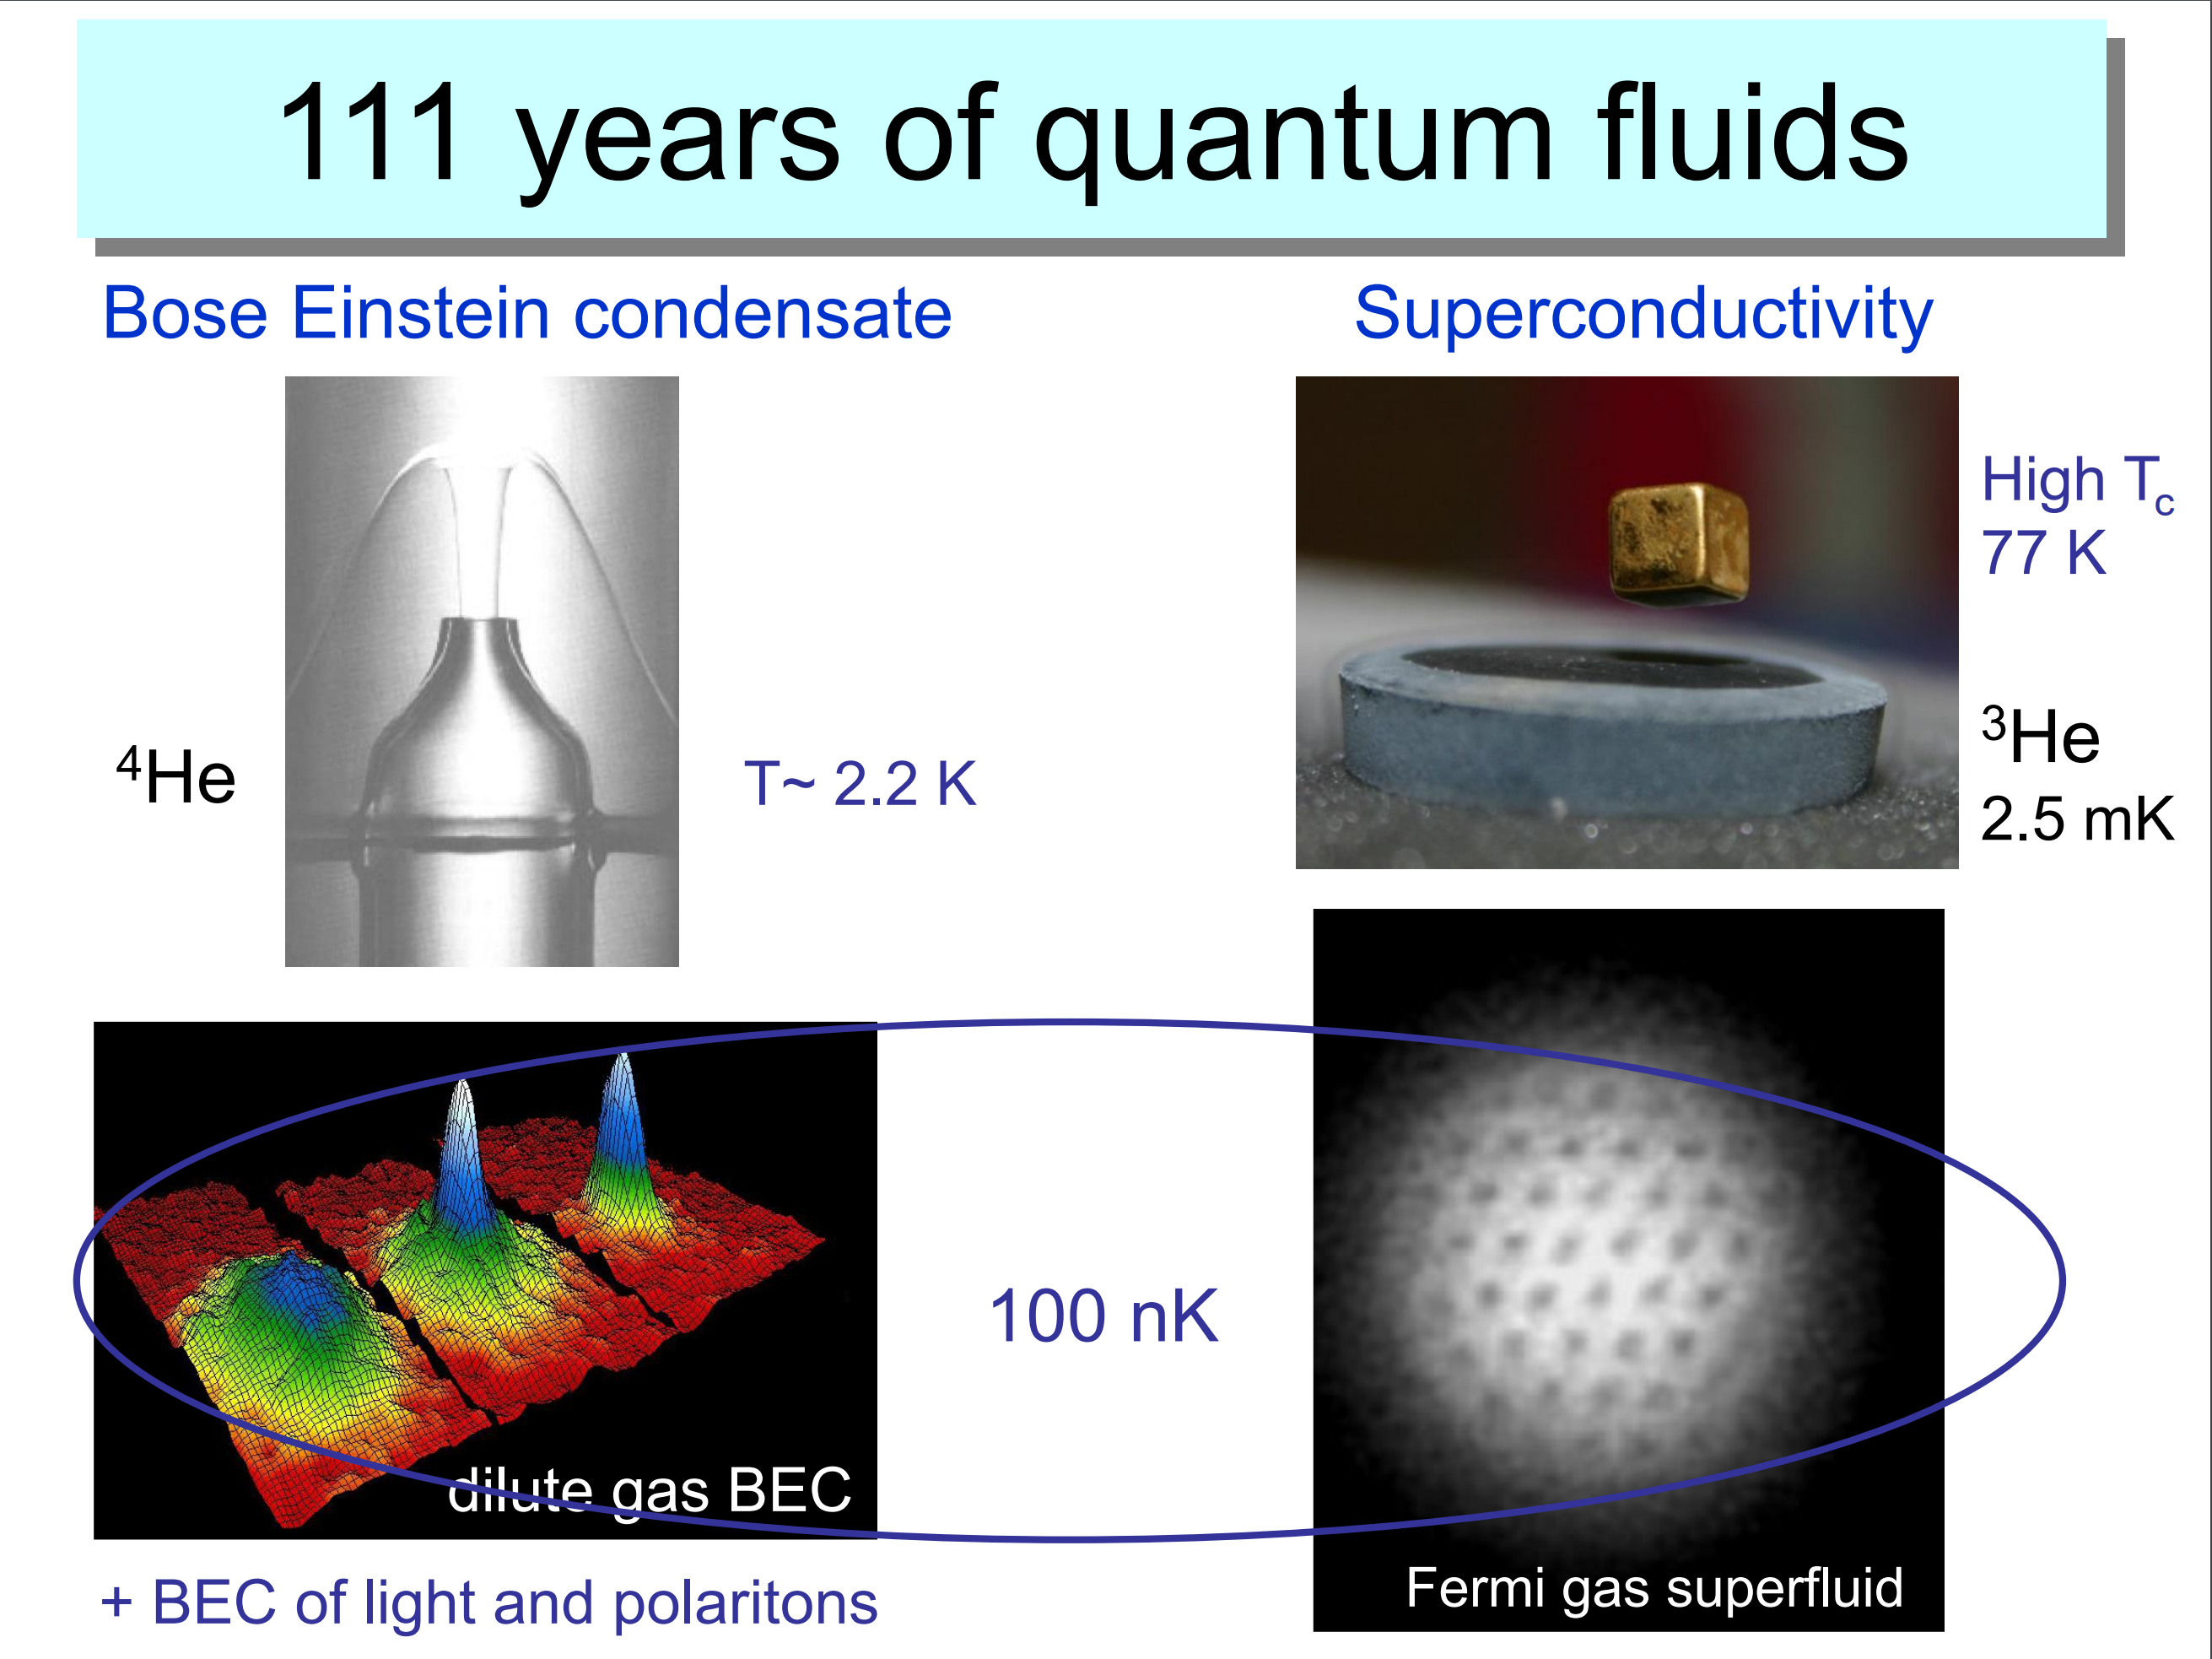 111 years of quantum fluids
Bose Einstein condensate
Superconductivity
High Tc
77 K
⁴He
T~ 2.2 K
³He
2.5 mK
100 nK
dilute gas BEC
Fermi gas superfluid
+ BEC of light and polaritons